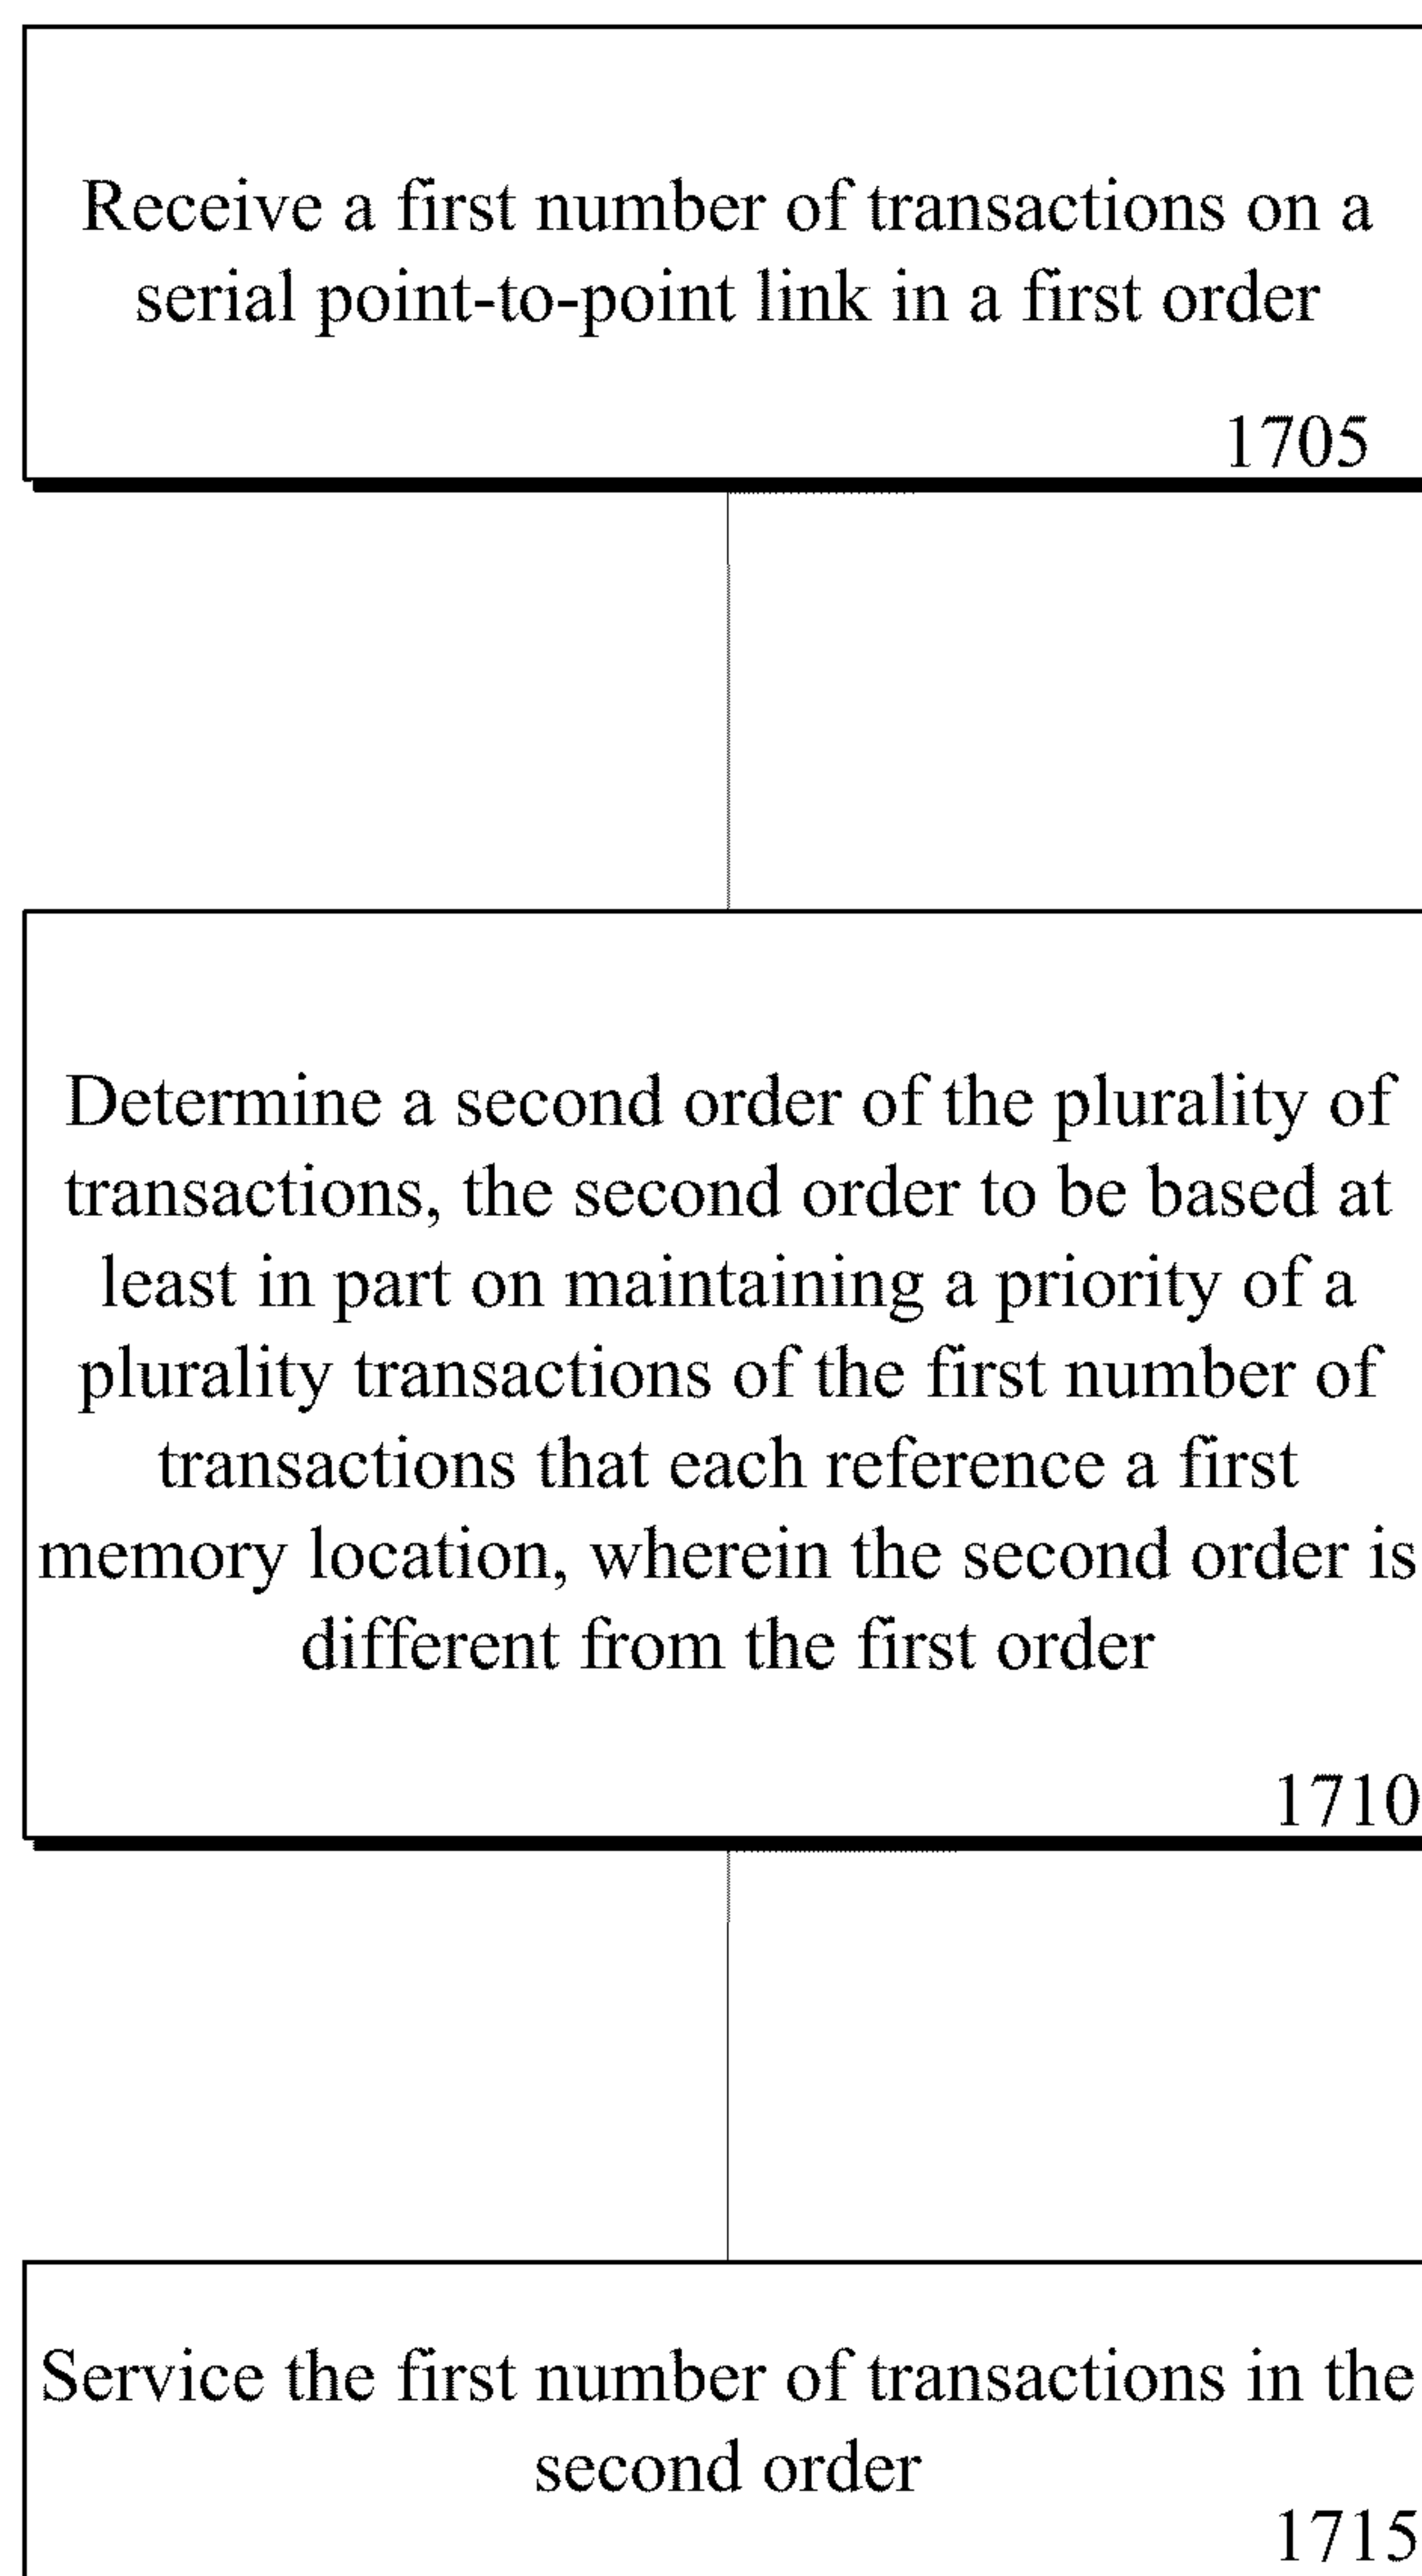 Receive a first number of transactions on a
serial point-to-point link in a first order
1705
Determine a second order of the plurality of
transactions, the second order to be based at
least in part on maintaining a priority of a
plurality transactions of the first number of
transactions that each reference a first
memory location, wherein the second order is
different from the first order
1710
Service the first number of transactions in the
second order
1715